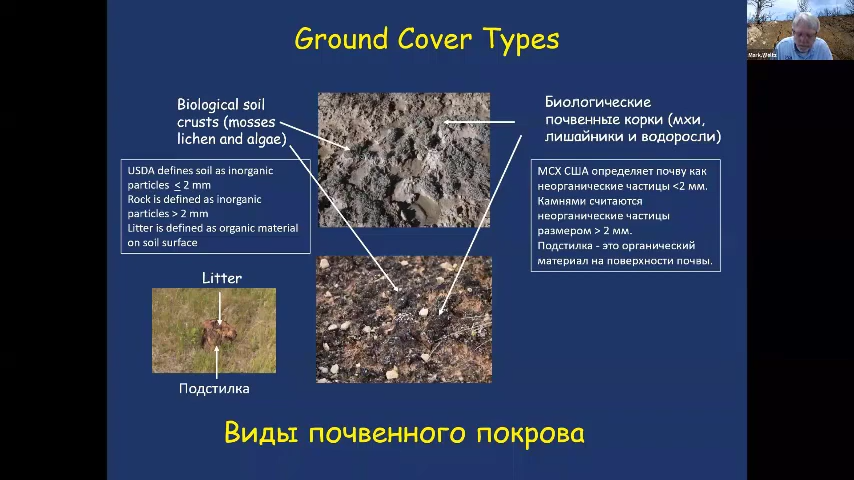 Ground Cover Types
Mark.Weltz
Biological soil
crusts (mosses
lichen and algae)
Биологические
почвенные корки (мхи,
лишайники и водоросли)
USDA defines soil as inorganic
particles < 2 mm
Rock is defined as inorganic
particles > 2 mm
Litter is defined as organic material
on soil surface
МСХ США определяет почву как
неорганические частицы <2 мм.
Камнями считаются
неорганические частицы
размером > 2 мм.
Подстилка - это органический
материал на поверхности почвы.
Litter
Подстилка
Виды почвенного покрова